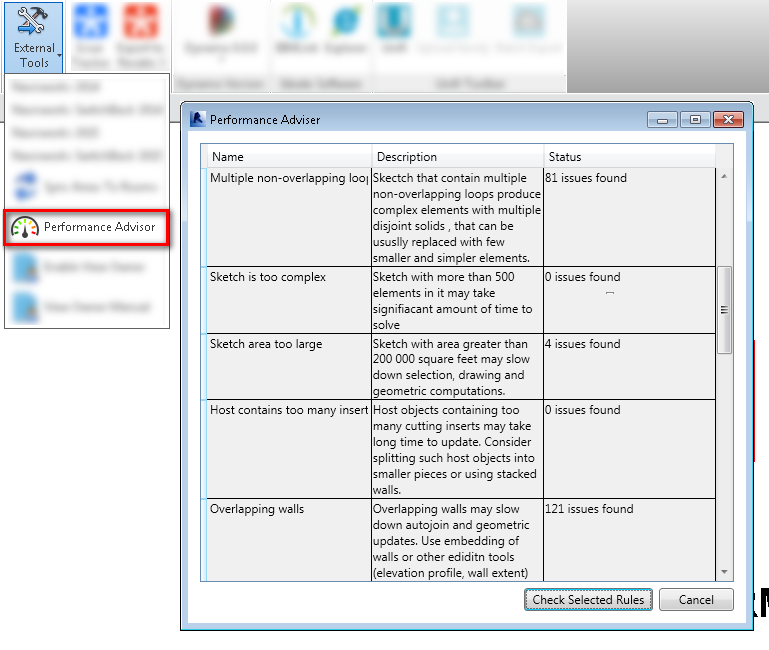 External
Tools
Performance Advisor
Performance Adviser
Name Description Status
Multiple non-overlapping loop Skectch that contain multiple 81 issues found
non-overlapping loops produce
complex elements with multiple
disjoint solids , that can be
ususlly replaced with few
smaller and simpler elements.
Sketch is too complex Sketch with more than 500 0 issues found
elements in it may take
signifiacant amount of time to
solve
Sketch area too large Sketch with area greater than 4 issues found
200 000 square feet may slow
down selection, drawing and
geometric computations.
Host contains too many insert Host objects containing too 0 issues found
many cutting inserts may take
long time to update. Consider
splitting such host objects into
smaller pieces or using stacked
walls.
Overlapping walls Overlapping walls may slow 121 issues found
down autojoin and geometric
updates. Use embedding of
walls or other ediditn tools
(elevation profile, wall extent)
Check Selected Rules Cancel